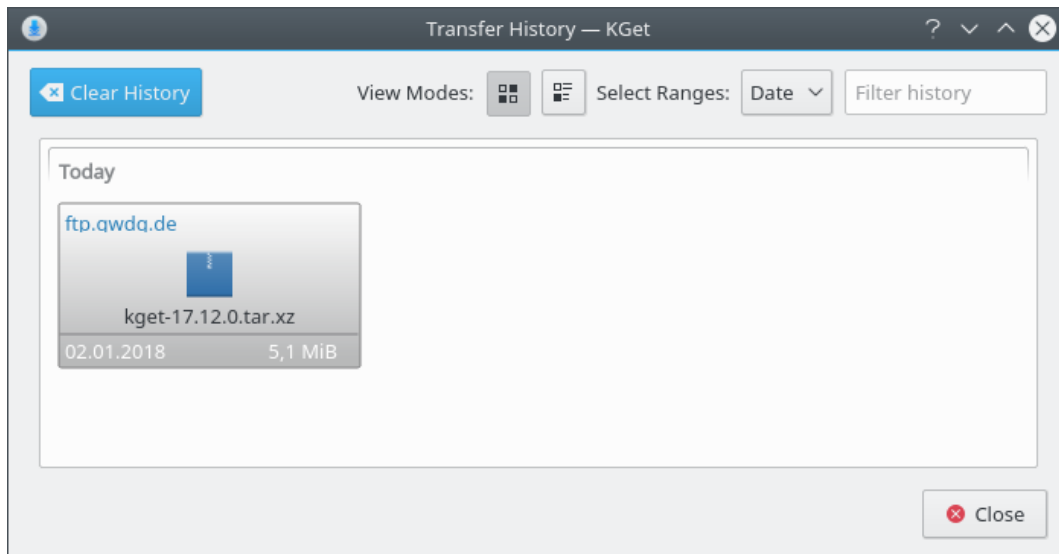 Transfer History — KGet
Clear History View Modes: Select Ranges: Date Filter history
Today
ftp.gwdg.de
kget-17.12.0.tar.xz
02.01.2018 5,1 MiB
Close